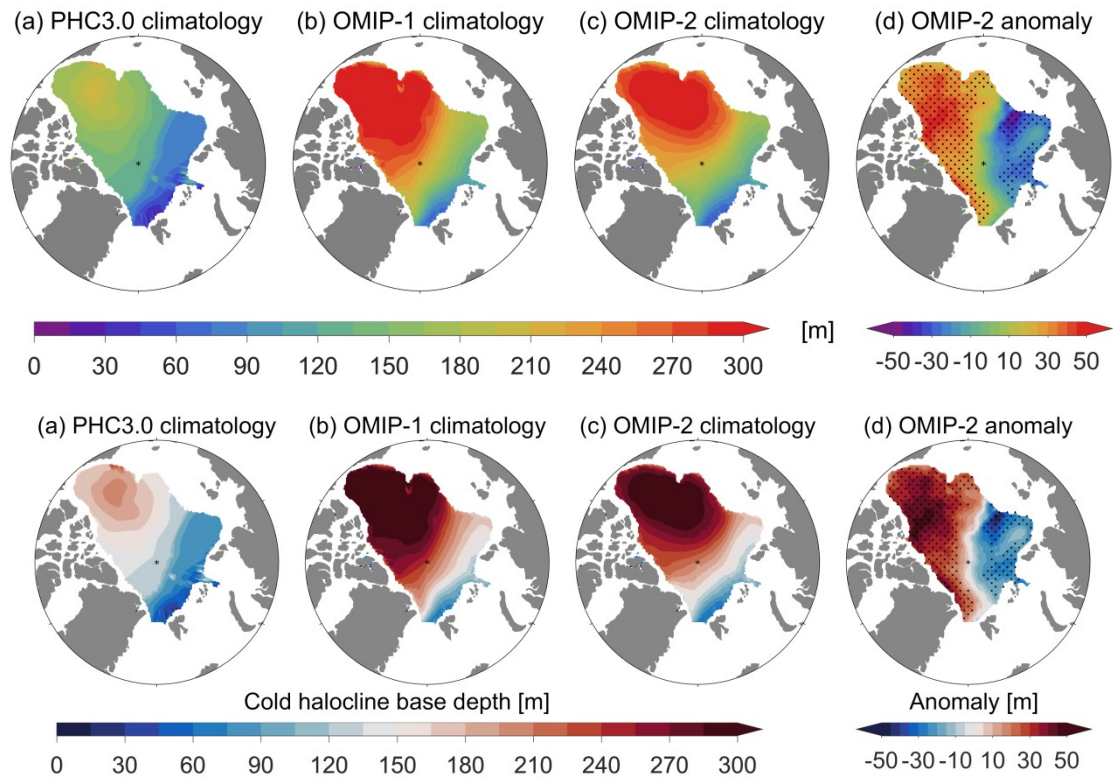 (a) PHC3.0 climatology (b) OMIP-1 climatology (c) OMIP-2 climatology (d) OMIP-2 anomaly
[m]
0 30 60 90 120 150 180 210 240 270 300 -50 -30 -10 10 30 50
(a) PHC3.0 climatology (b) OMIP-1 climatology (c) OMIP-2 climatology (d) OMIP-2 anomaly
Cold halocline base depth [m] Anomaly [m]
0 30 60 90 120 150 180 210 240 270 300 -50 -30 -10 10 30 50